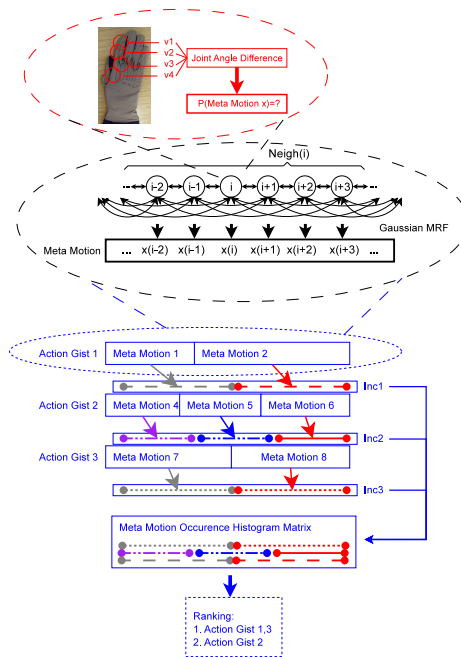 v1
v2
v3
v4
Joint Angle Difference
P(Meta Motion x)=?
Neigh(i)
... i-2 i-1 i i+1 i+2 i+3 ...
Gaussian MRF
Meta Motion
... x(i-2) x(i-1) x(i) x(i+1) x(i+2) x(i+3) ...
Action Gist 1 Meta Motion 1 Meta Motion 2
Inc1
Action Gist 2 Meta Motion 4 Meta Motion 5 Meta Motion 6
Inc2
Action Gist 3 Meta Motion 7 Meta Motion 8
Inc3
Meta Motion Occurence Histogram Matrix
Ranking:
1. Action Gist 1,3
2. Action Gist 2